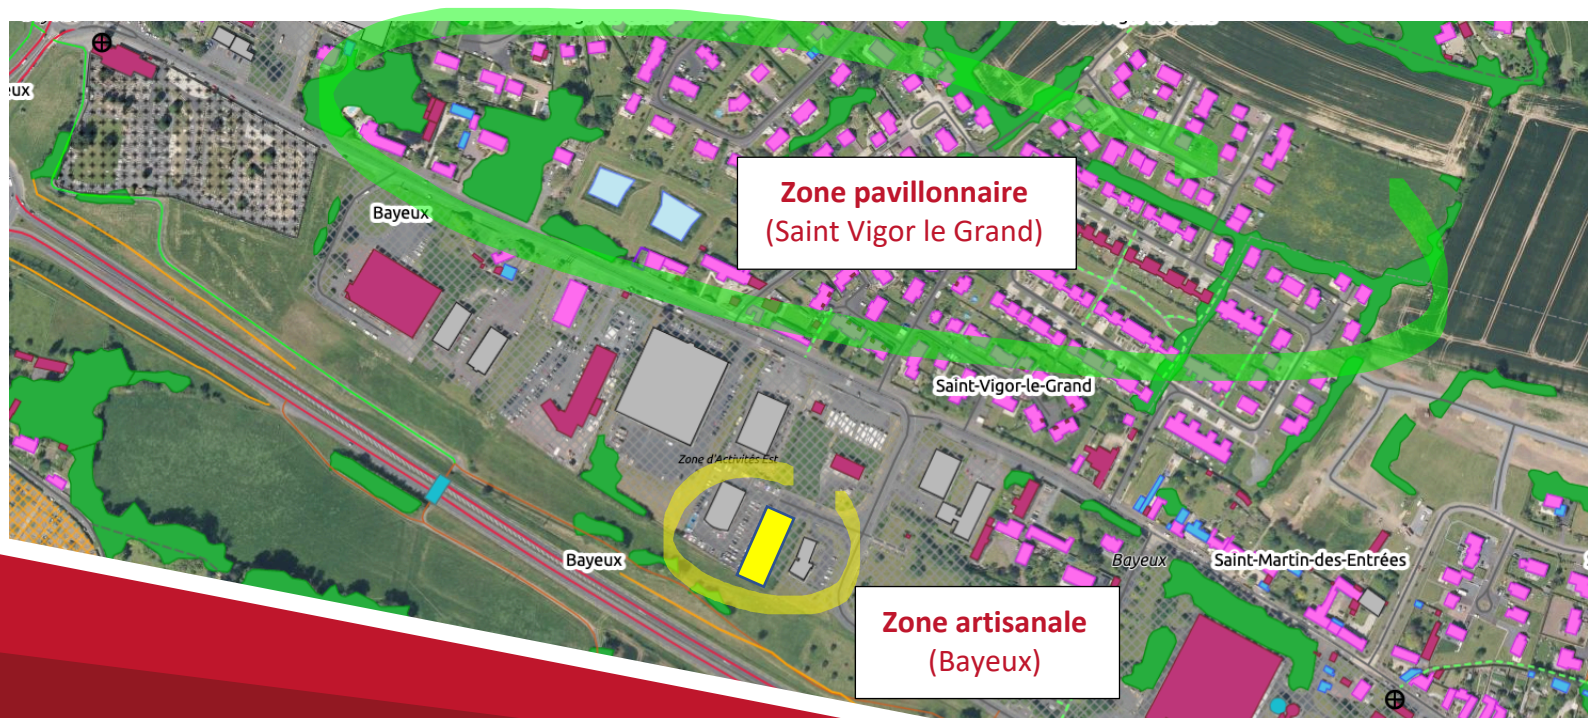 ux
Bayeux
Zone pavillonnaire
(Saint Vigor le Grand)
Saint-Vigor-le-Grand
Zone d'Activités Est
Bayeux
Bayeux
Saint-Martin-des-Entrées
Zone artisanale
(Bayeux)